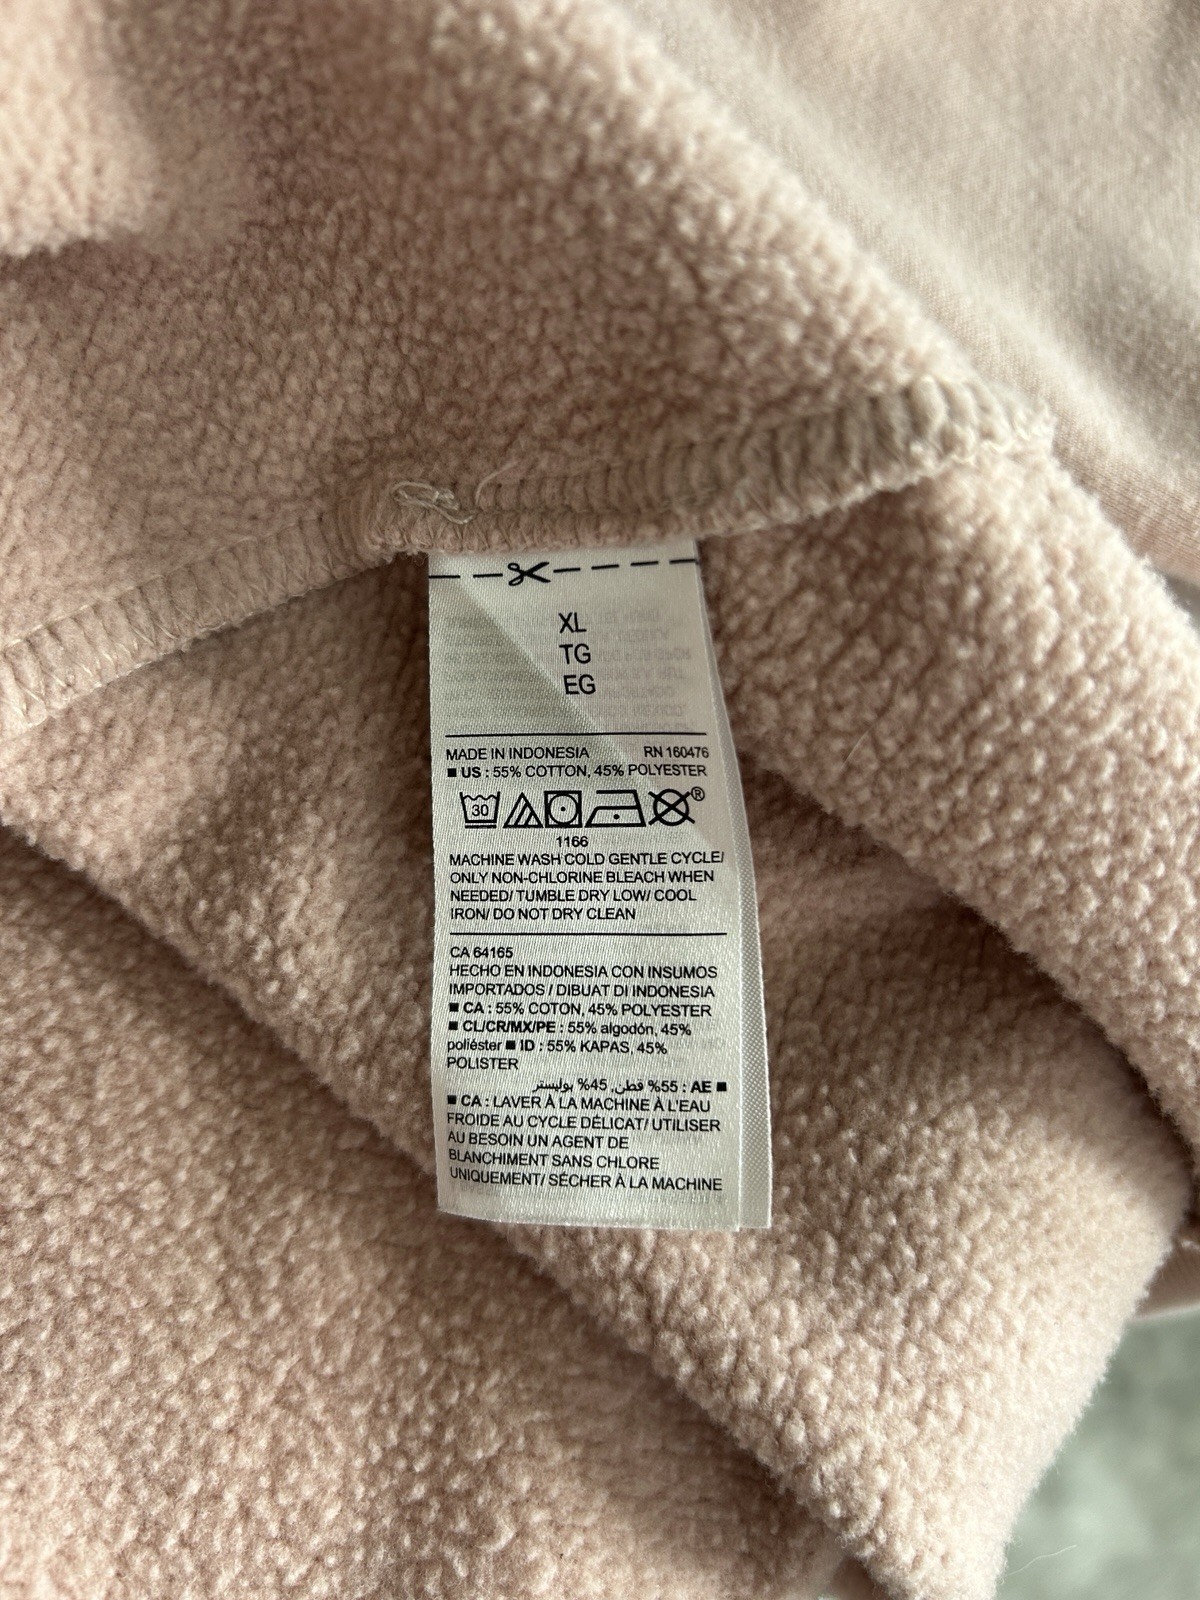 XL
TG
EG
MADE IN INDONESIA RN 160476
■ US : 55% COTTON, 45% POLYESTER
30 ®
1166
MACHINE WASH COLD GENTLE CYCLE/
ONLY NON-CHLORINE BLEACH WHEN
NEEDED/ TUMBLE DRY LOW/ COOL
IRON/ DO NOT DRY CLEAN
CA 64165
HECHO EN INDONESIA CON INSUMOS
IMPORTADOS / DIBUAT DI INDONESIA
■ CA : 55% COTON, 45% POLYESTER
■ CL/CR/MX/PE : 55% algodón, 45%
poliéster ■ ID : 55% KAPAS, 45%
POLISTER
■ AE : 55% قطن, 45% بوليستر
■ CA : LAVER À LA MACHINE À L'EAU
FROIDE AU CYCLE DÉLICAT/ UTILISER
AU BESOIN UN AGENT DE
BLANCHIMENT SANS CHLORE
UNIQUEMENT/ SÉCHER À LA MACHINE